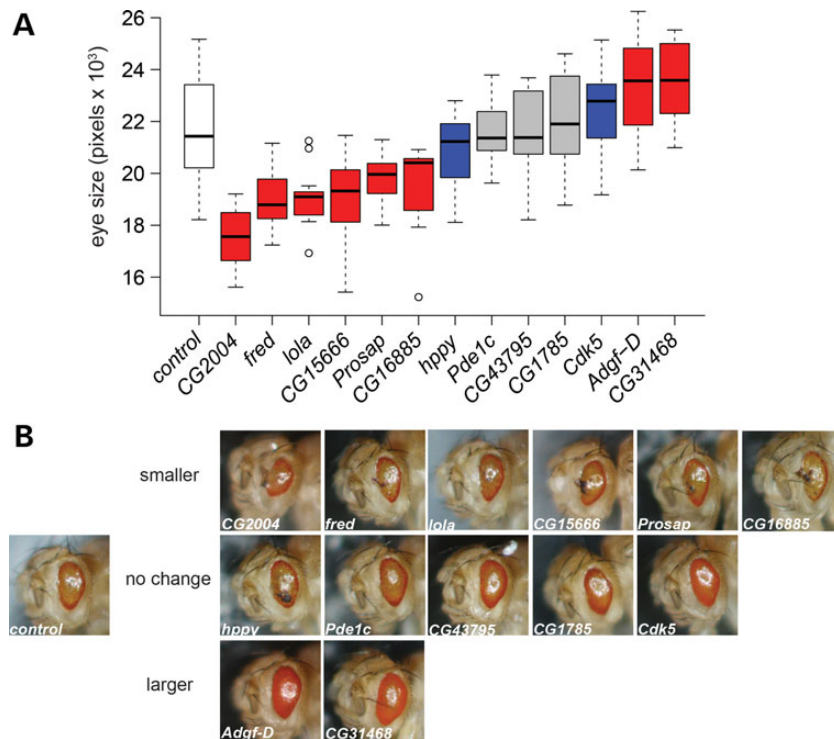 A
eye size (pixels x 10³)
26
24
22
20
18
16
control
CG2004
fred
lola
CG15666
Prosap
CG16885
hppy
Pde1c
CG43795
CG1785
Cdk5
Adgf-D
CG31468
B
smaller
CG2004
fred
lola
CG15666
Prosap
CG16885
no change
control
hppy
Pde1c
CG43795
CG1785
Cdk5
larger
Adgf-D
CG31468